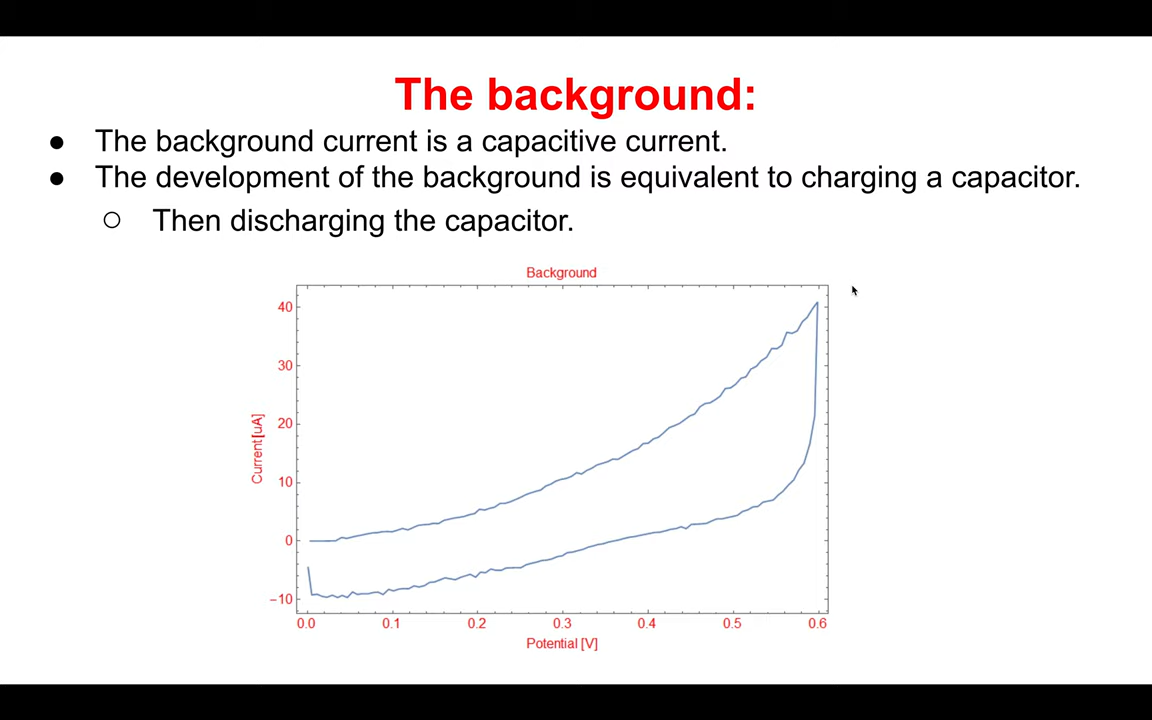 The background:
● The background current is a capacitive current.
● The development of the background is equivalent to charging a capacitor.
○ Then discharging the capacitor.
Background
40
30
20
10
0
−10
Current[uA]
0.0 0.1 0.2 0.3 0.4 0.5 0.6
Potential [V]